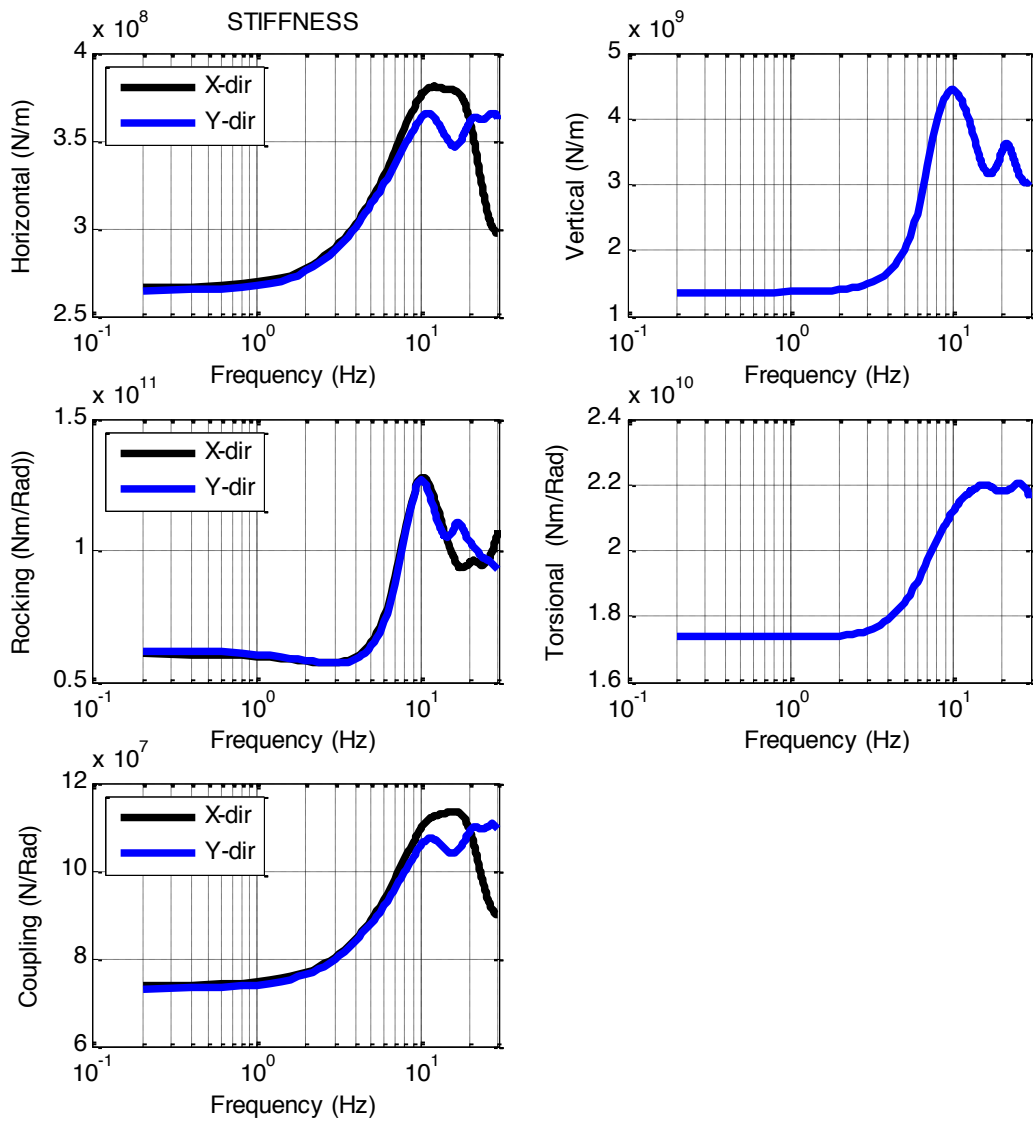 STIFFNESS
x 10^8
4
3.5
3
2.5
Horizontal (N/m)
X-dir
Y-dir
10^-1
10^0
10^1
Frequency (Hz)
x 10^9
5
4
3
2
1
Vertical (N/m)
10^-1
10^0
10^1
Frequency (Hz)
x 10^11
1.5
1
0.5
Rocking (Nm/Rad))
X-dir
Y-dir
10^-1
10^0
10^1
Frequency (Hz)
x 10^10
2.4
2.2
2
1.8
1.6
Torsional (Nm/Rad)
10^-1
10^0
10^1
Frequency (Hz)
x 10^7
12
10
8
6
Coupling (N/Rad)
X-dir
Y-dir
10^-1
10^0
10^1
Frequency (Hz)